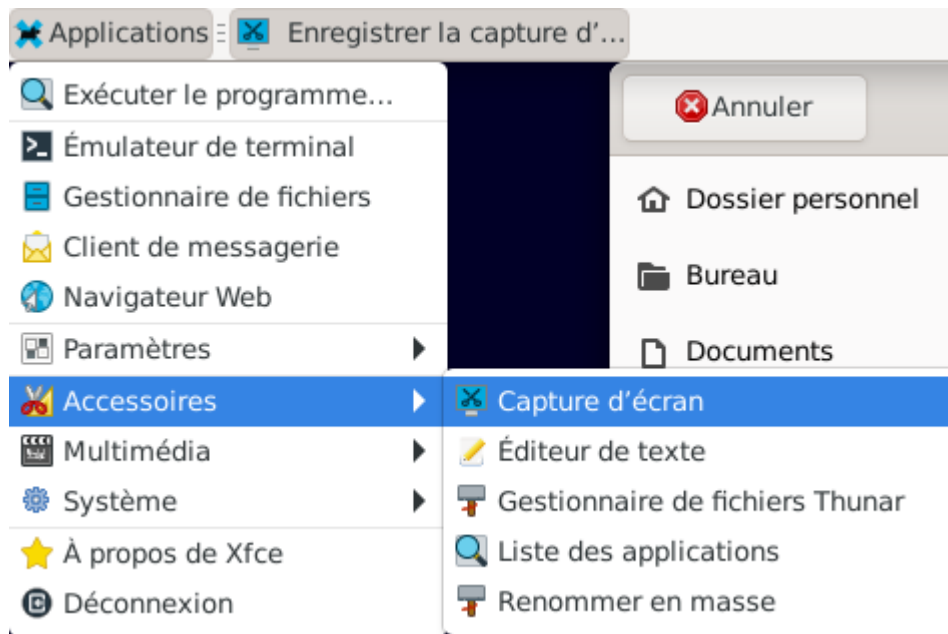 Applications
Enregistrer la capture d’...
Exécuter le programme...
Émulateur de terminal
Gestionnaire de fichiers
Client de messagerie
Navigateur Web
Paramètres
Accessoires
Multimédia
Système
À propos de Xfce
Déconnexion
Annuler
Dossier personnel
Bureau
Documents
Capture d’écran
Éditeur de texte
Gestionnaire de fichiers Thunar
Liste des applications
Renommer en masse